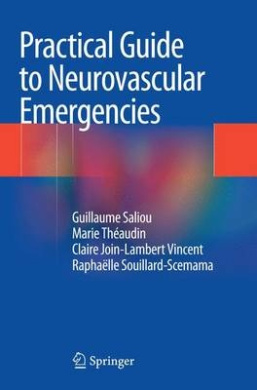 Practical Guide
to Neurovascular
Emergencies
Guillaume Saliou
Marie Théaudin
Claire Join-Lambert Vincent
Raphaëlle Souillard-Scemama
Springer